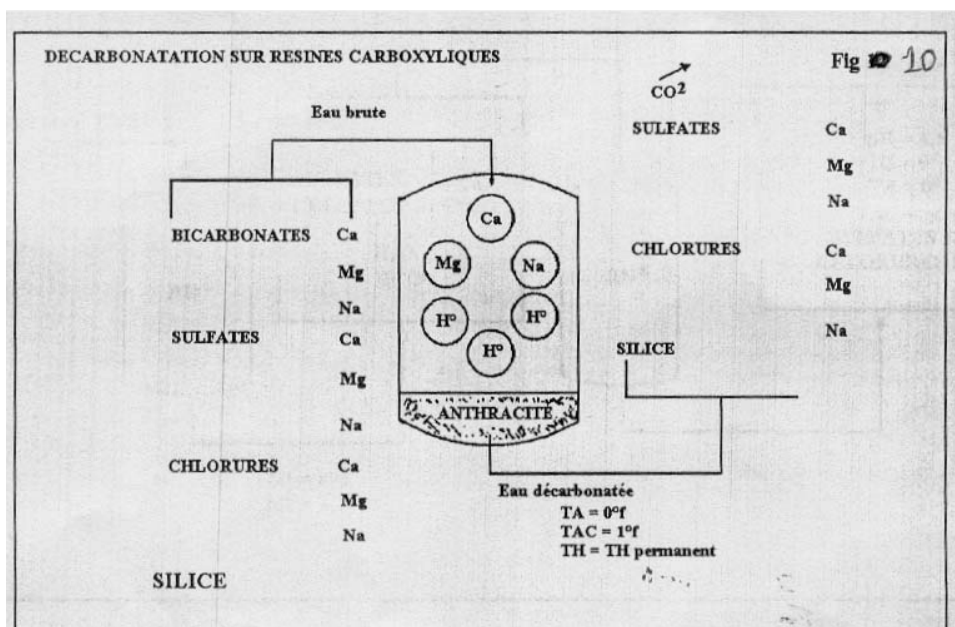 DECARBONATATION SUR RESINES CARBOXYLIQUES
Fig 10
Eau brute
BICARBONATES
Ca
Mg
Na
SULFATES
Ca
Mg
Na
CHLORURES
Ca
Mg
Na
SILICE
Ca
Mg
Na
H°
H°
H°
ANTHRACITE
Eau décarbonatée
TA = 0°f
TAC = 1°f
TH = TH permanent
CO²
SULFATES
Ca
Mg
Na
CHLORURES
Ca
Mg
Na
SILICE